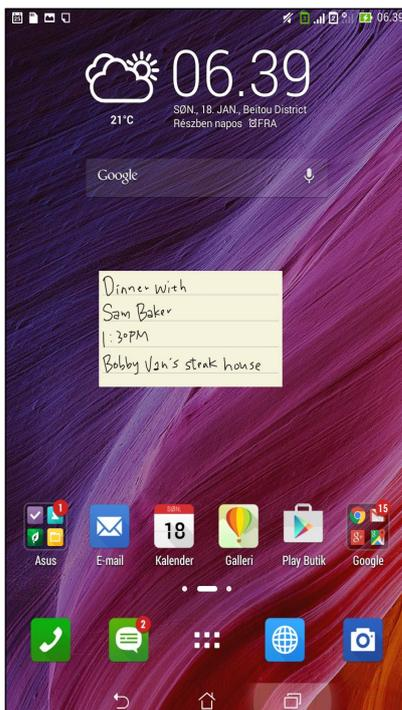 06.39
06.39
SØN., 18. JAN., Beitou District
21°C
Részben napos FRA
Google
Dinner with
Sam Baker
1:30PM
Bobby Van's steak house
1
SØN.
18
15
Asus
E-mail
Kalender
Galleri
Play Butik
Google
2